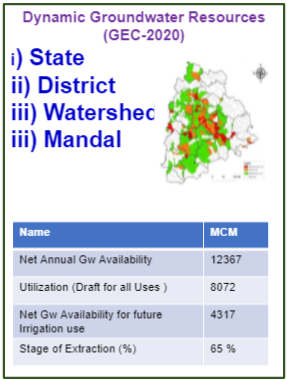 Dynamic Groundwater Resources
(GEC-2020)
i) State
ii) District
iii) Watershed
iii) Mandal
Name MCM
Net Annual Gw Availability 12367
Utilization (Draft for all Uses ) 8072
Net Gw Availability for future
Irrigation use 4317
Stage of Extraction (%) 65 %